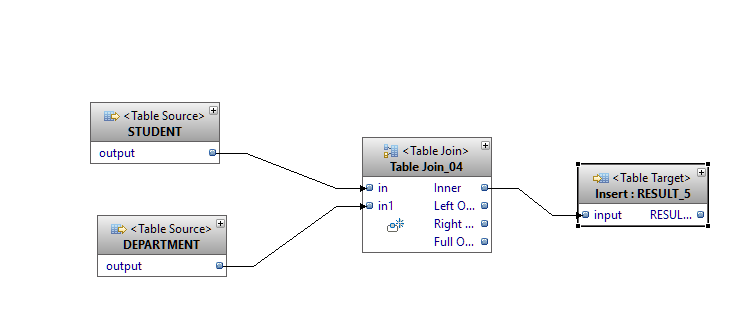 <Table Source>
STUDENT
output
<Table Source>
DEPARTMENT
output
<Table Join>
Table Join_04
in Inner
in1 Left O...
Right ...
Full O...
<Table Target>
Insert : RESULT_5
input RESUL...